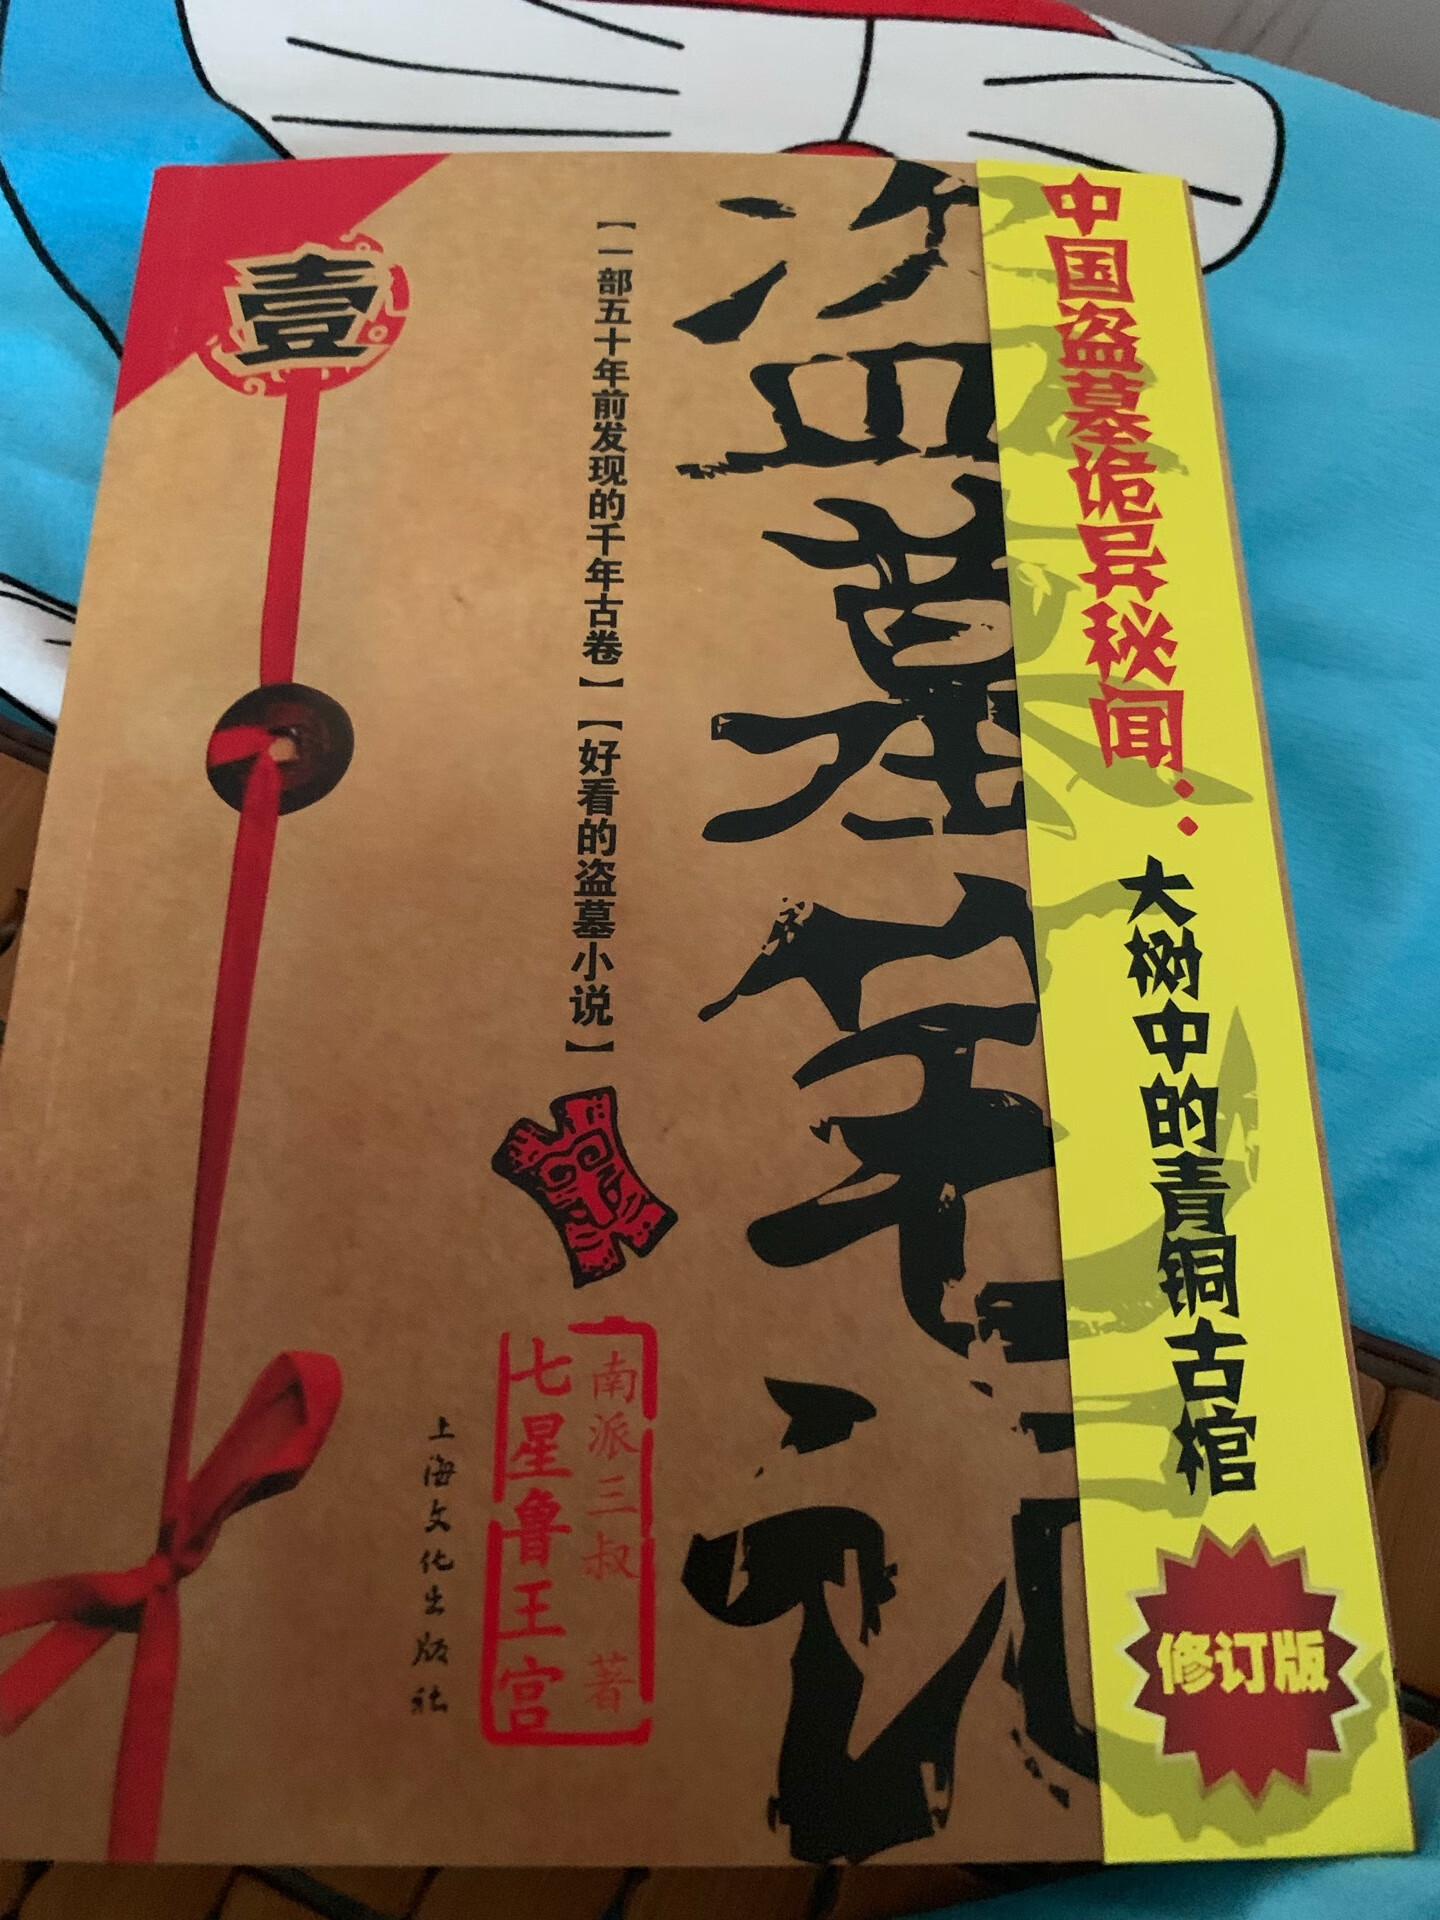 中国盗墓诡异秘闻：
大树中的青铜古棺
修订版
盗墓笔记
【一部五十年前发现的千年古卷】【好看的盗墓小说】
南派三叔 著
七星鲁王宫
上海文化出版社
壹